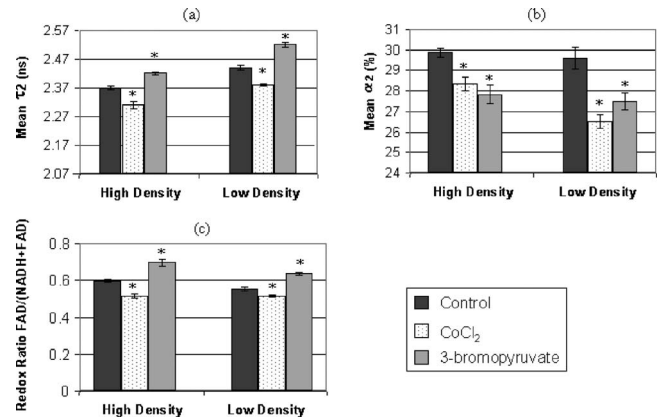 (a)
Mean τ2 (ns)
2.57
2.47
2.37
2.27
2.17
2.07
*
*
*
*
High Density
Low Density
(b)
Mean α2 (%)
31
30
29
28
27
26
25
24
*
*
*
*
High Density
Low Density
(c)
Redox Ratio FAD/(NADH+FAD)
0.8
0.6
0.4
0.2
0
*
*
*
*
High Density
Low Density
Control
CoCl2
3-bromopyruvate